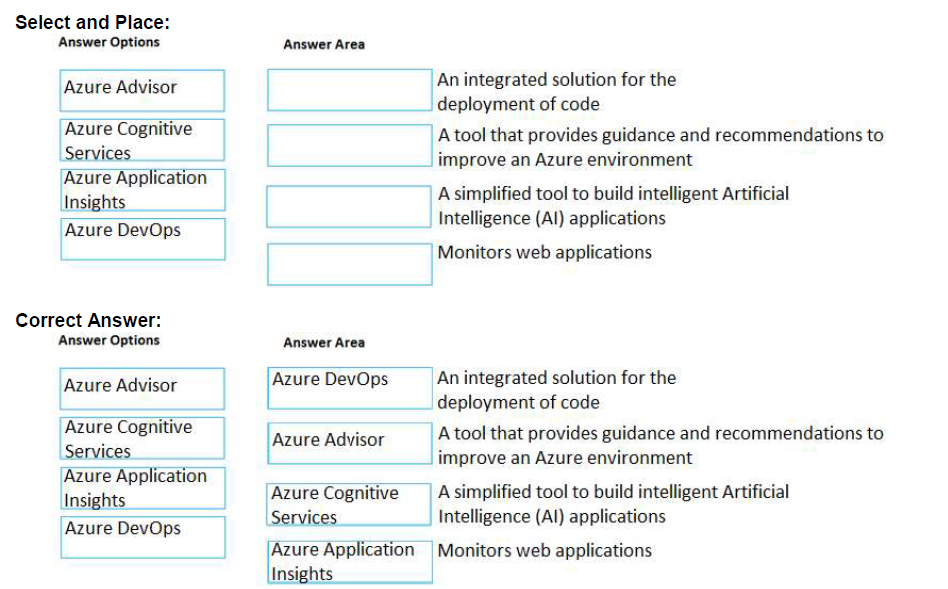 Select and Place:
Answer Options
Answer Area
Azure Advisor
An integrated solution for the
deployment of code
Azure Cognitive
Services
A tool that provides guidance and recommendations to
improve an Azure environment
Azure Application
Insights
A simplified tool to build intelligent Artificial
Intelligence (AI) applications
Azure DevOps
Monitors web applications
Correct Answer:
Answer Options
Answer Area
Azure Advisor
Azure DevOps
An integrated solution for the
deployment of code
Azure Cognitive
Services
Azure Advisor
A tool that provides guidance and recommendations to
improve an Azure environment
Azure Application
Insights
Azure Cognitive
Services
A simplified tool to build intelligent Artificial
Intelligence (AI) applications
Azure DevOps
Azure Application
Insights
Monitors web applications